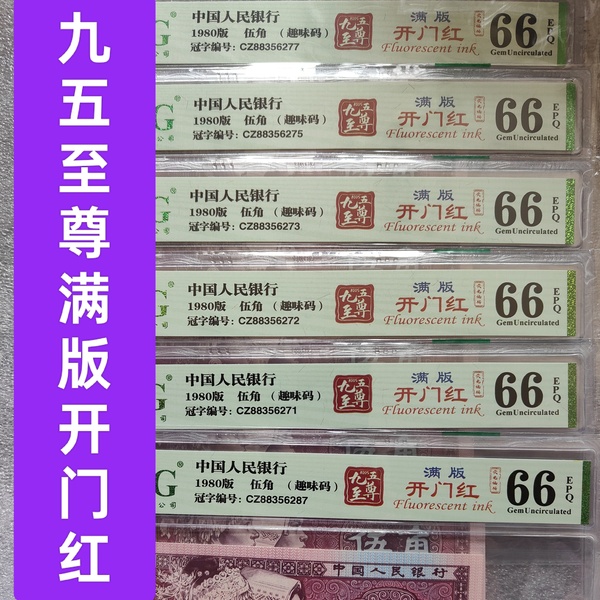 九五至尊满版开门红
中国人民银行
1980版 伍角 （趣味码）
冠字编号: CZ88356277
九五至尊
满版
开门红
Fluorescent ink
66
EPQ
Gem Uncirculated
中国人民银行
1980版 伍角 （趣味码）
冠字编号: CZ88356275
九五至尊
满版
开门红
Fluorescent ink
66
EPQ
Gem Uncirculated
中国人民银行
1980版 伍角 （趣味码）
冠字编号: CZ88356273
九五至尊
满版
开门红
Fluorescent ink
66
EPQ
Gem Uncirculated
中国人民银行
1980版 伍角 （趣味码）
冠字编号: CZ88356272
九五至尊
满版
开门红
Fluorescent ink
66
EPQ
Gem Uncirculated
中国人民银行
1980版 伍角 （趣味码）
冠字编号: CZ88356271
九五至尊
满版
开门红
Fluorescent ink
66
EPQ
Gem Uncirculated
G®
公司
中国人民银行
1980版 伍角 （趣味码）
冠字编号: CZ88356287
九五至尊
满版
开门红
Fluorescent ink
66
EPQ
Gem Uncirculated
伍角
中国人民银行